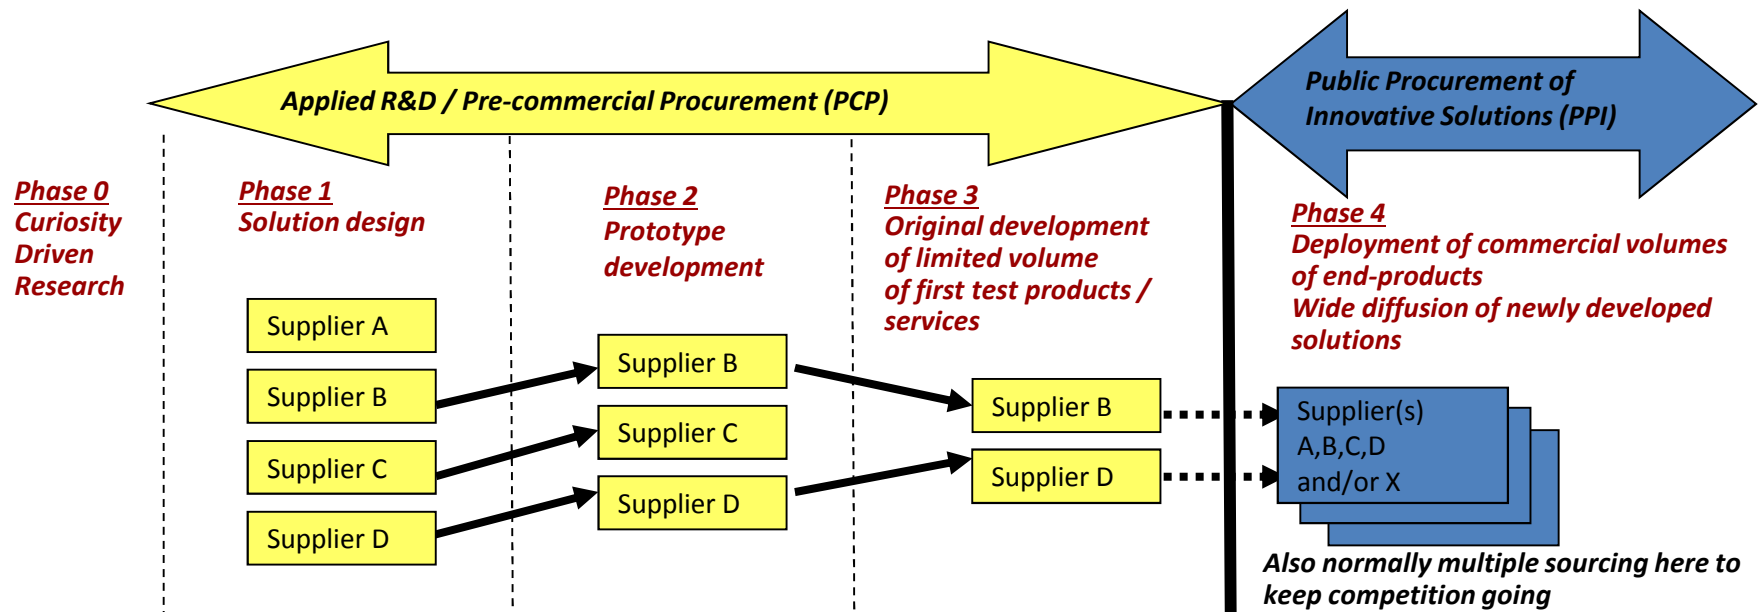 Applied R&D / Pre-commercial Procurement (PCP)
Public Procurement of
Innovative Solutions (PPI)
Phase 0
Curiosity
Driven
Research
Phase 1
Solution design
Supplier A
Supplier B
Supplier C
Supplier D
Phase 2
Prototype
development
Supplier B
Supplier C
Supplier D
Phase 3
Original development
of limited volume
of first test products /
services
Supplier B
Supplier D
Phase 4
Deployment of commercial volumes
of end-products
Wide diffusion of newly developed
solutions
Supplier(s)
A,B,C,D
and/or X
Also normally multiple sourcing here to
keep competition going